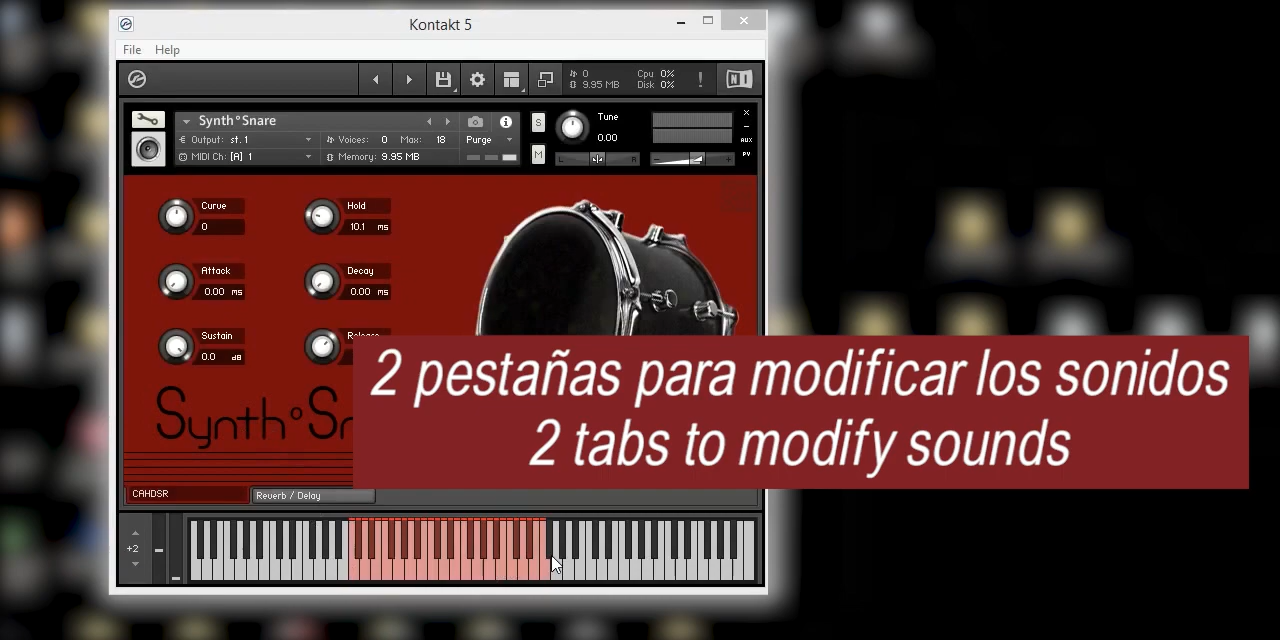 Kontakt 5
File Help
0 Cpu 0%
9.95 MB Disk 0%
! NI
Synth°Snare
Output: st. 1 Voices: 0 Max: 18 Purge
MIDI Ch: [A] 1 Memory: 9.95 MB
S
M
Tune
0.00
L R
- +
AUX
PV
Curve
0
Hold
10.1 ms
Attack
0.00 ms
Decay
0.00 ms
Sustain
0.0 dB
Synth°Sn
2 pestañas para modificar los sonidos
2 tabs to modify sounds
CAHDSR Reverb / Delay
+2